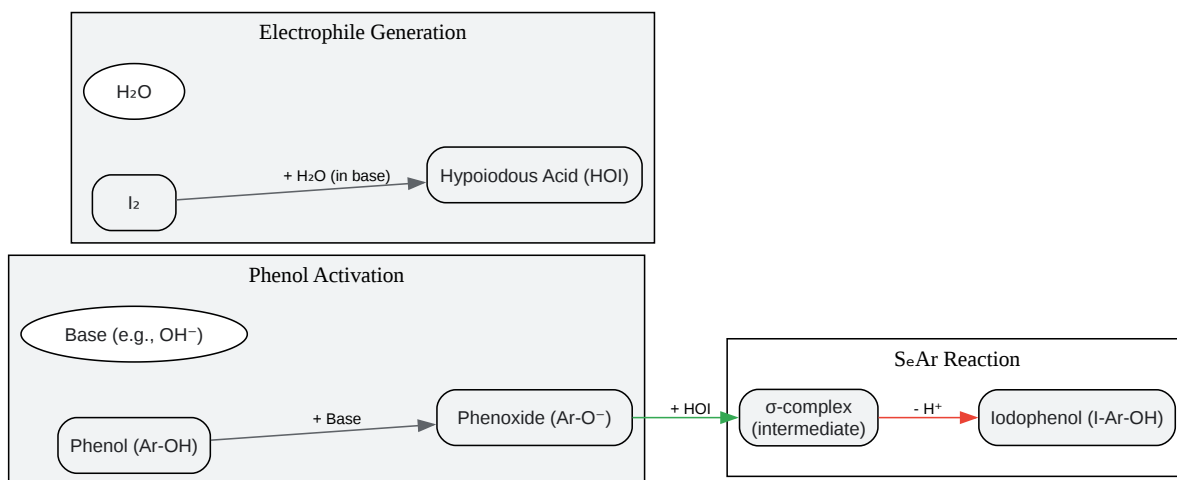 Electrophile Generation
H₂O
+ H₂O (in base)
Hypoiodous Acid (HOI)
I₂
Phenol Activation
Base (e.g., OH⁻)
SₑAr Reaction
+ HOI
σ-complex
(intermediate)
- H⁺
Iodophenol (I-Ar-OH)
Phenoxide (Ar-O⁻)
+ Base
Phenol (Ar-OH)